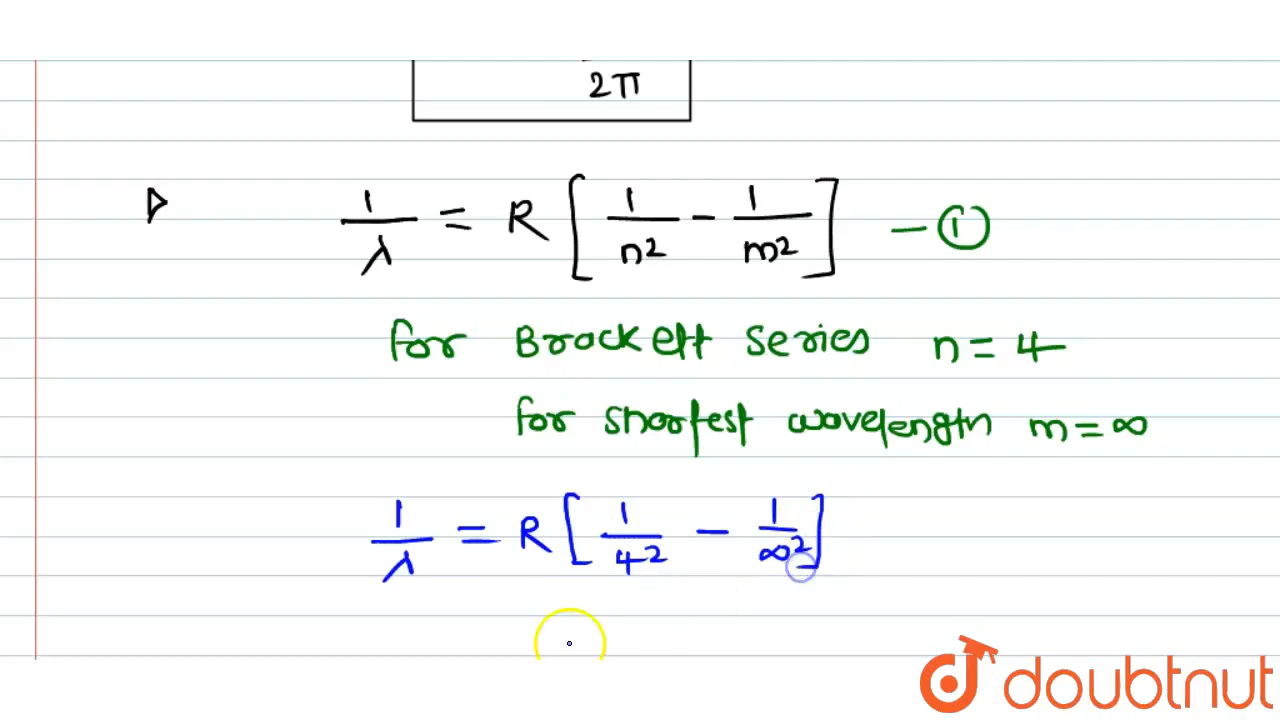 2π
1/λ = R [ 1/n² - 1/m² ] - ①
for Brackett series n = 4
for shortest wavelength m = ∞
1/λ = R [ 1/4² - 1/∞² ]
doubtnut